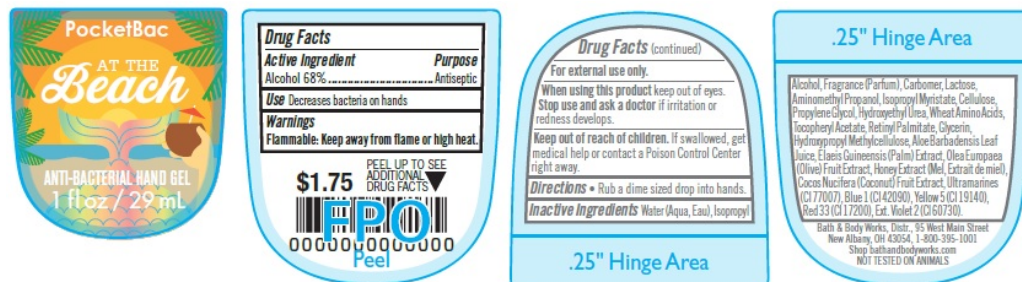 PocketBac
AT THE
Beach
ANTI-BACTERIAL HAND GEL
1 fl oz / 29 mL
Drug Facts
Active Ingredient Purpose
Alcohol 68%..............................Antiseptic
Use Decreases bacteria on hands
Warnings
Flammable: Keep away from flame or high heat.
PEEL UP TO SEE
ADDITIONAL
DRUG FACTS
$1.75
FPO
0000000000000
Peel
Drug Facts (continued)
For external use only.
When using this product keep out of eyes.
Stop use and ask a doctor if irritation or
redness develops.
Keep out of reach of children. If swallowed, get
medical help or contact a Poison Control Center
right away.
Directions • Rub a dime sized drop into hands.
Inactive Ingredients Water (Aqua, Eau), Isopropyl
.25" Hinge Area
.25" Hinge Area
Alcohol, Fragrance (Parfum), Carbomer, Lactose,
Aminomethyl Propanol, Isopropyl Myristate, Cellulose,
Propylene Glycol, Hydroxyethyl Urea, Wheat Amino Acids,
Tocopheryl Acetate, Retinyl Palmitate, Glycerin,
Hydroxypropyl Methylcellulose, Aloe Barbadensis Leaf
Juice, Elaeis Guineensis (Palm) Extract, Olea Europaea
(Olive) Fruit Extract, Honey Extract (Mel, Extrait de miel),
Cocos Nucifera (Coconut) Fruit Extract, Ultramarines
(CI 77007), Blue 1 (CI 42090), Yellow 5 (CI 19140),
Red 33 (CI 17200), Ext. Violet 2 (CI 60730).
Bath & Body Works, Distr., 95 West Main Street
New Albany, OH 43054, 1-800-395-1001
Shop bathandbodyworks.com
NOT TESTED ON ANIMALS